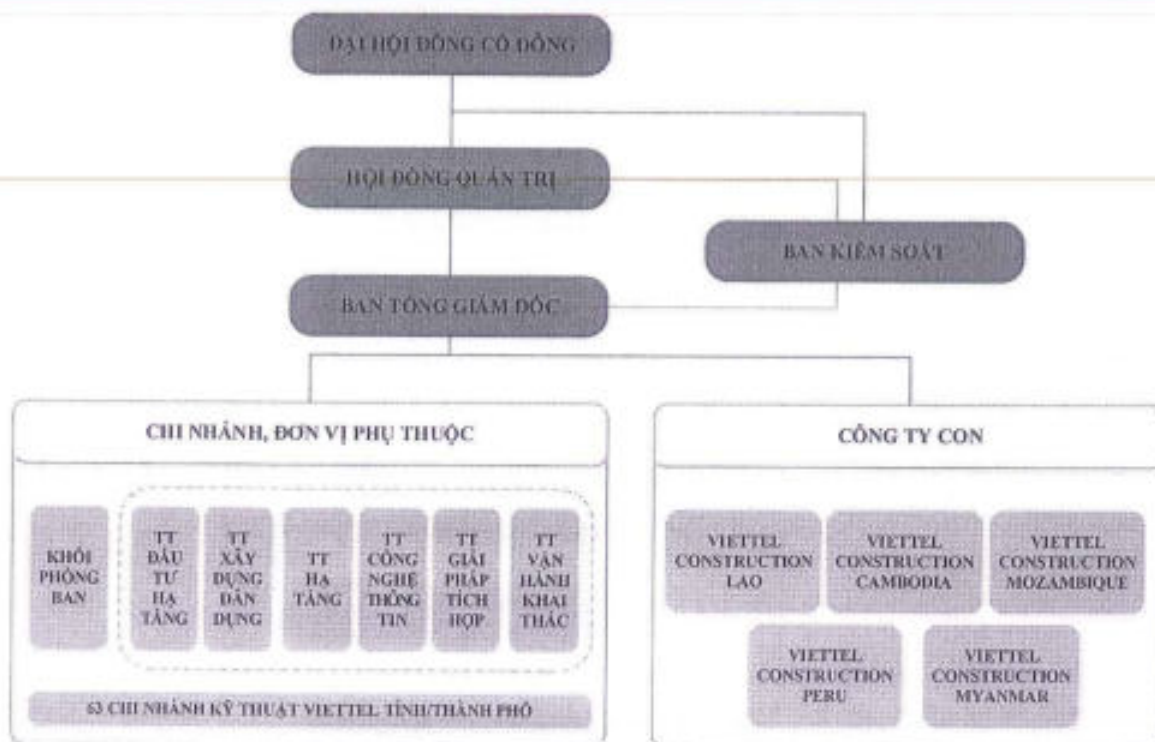 ĐẠI HỘI ĐỒNG CỔ ĐÔNG
HỘI ĐỒNG QUẢN TRỊ
BAN KIỂM SOÁT
BAN TỔNG GIÁM ĐỐC
CHI NHÁNH, ĐƠN VỊ PHỤ THUỘC
KHỐI
PHÒNG
BAN
TT
ĐẦU
TƯ
HẠ
TẦNG
TT
XÂY
DỰNG
DÂN
DỤNG
TT
HẠ
TẦNG
TT
CÔNG
NGHỆ
THÔNG
TIN
TT
GIẢI
PHÁP
TÍCH
HỢP
TT
VẬN
HÀNH
KHAI
THÁC
63 CHI NHÁNH KỸ THUẬT VIETTEL TỈNH/THÀNH PHỐ
CÔNG TY CON
VIETTEL
CONSTRUCTION
LAO
VIETTEL
CONSTRUCTION
CAMBODIA
VIETTEL
CONSTRUCTION
MOZAMBIQUE
VIETTEL
CONSTRUCTION
PERU
VIETTEL
CONSTRUCTION
MYANMAR